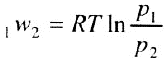 ₁w₂ = RT ln p₁/p₂